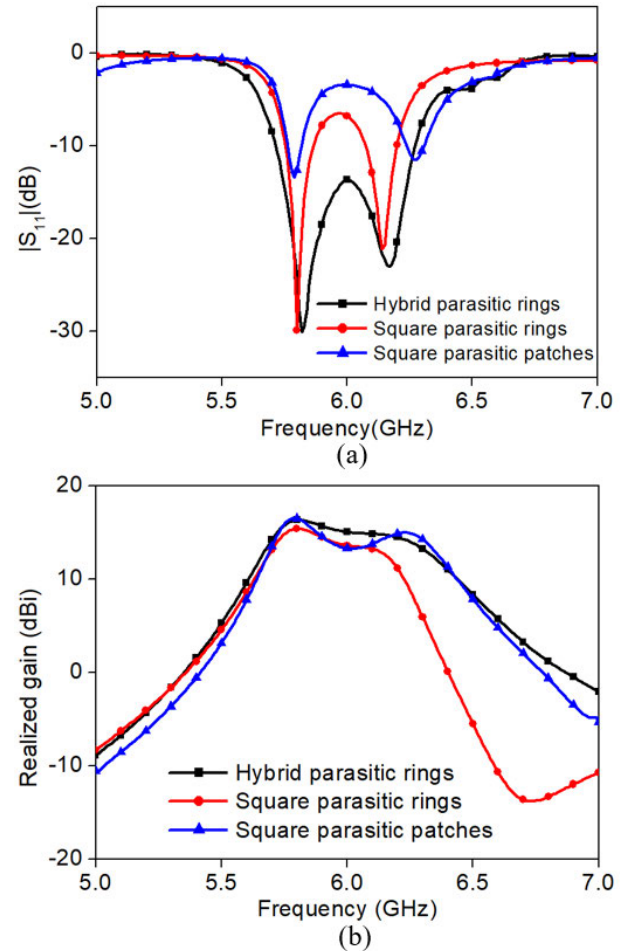 0
-10
-20
-30
|S11|(dB)
Hybrid parasitic rings
Square parasitic rings
Square parasitic patches
5.0 5.5 6.0 6.5 7.0
Frequency(GHz)
(a)
20
10
0
-10
-20
Realized gain (dBi)
Hybrid parasitic rings
Square parasitic rings
Square parasitic patches
5.0 5.5 6.0 6.5 7.0
Frequency (GHz)
(b)